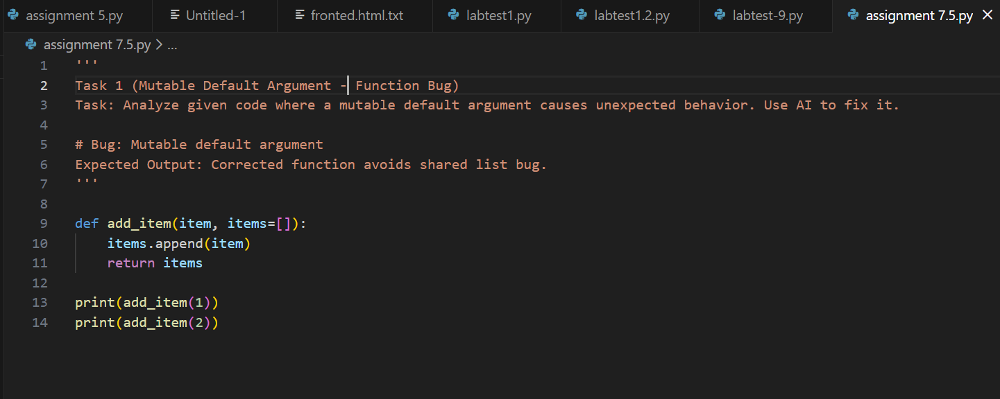 assignment 5.py Untitled-1 fronted.html.txt labtest1.py labtest1.2.py labtest-9.py assignment 7.5.py
assignment 7.5.py > ...
1 '''
2 Task 1 (Mutable Default Argument - Function Bug)
3 Task: Analyze given code where a mutable default argument causes unexpected behavior. Use AI to fix it.
4
5 # Bug: Mutable default argument
6 Expected Output: Corrected function avoids shared list bug.
7 '''
8
9 def add_item(item, items=[]):
10     items.append(item)
11     return items
12
13 print(add_item(1))
14 print(add_item(2))